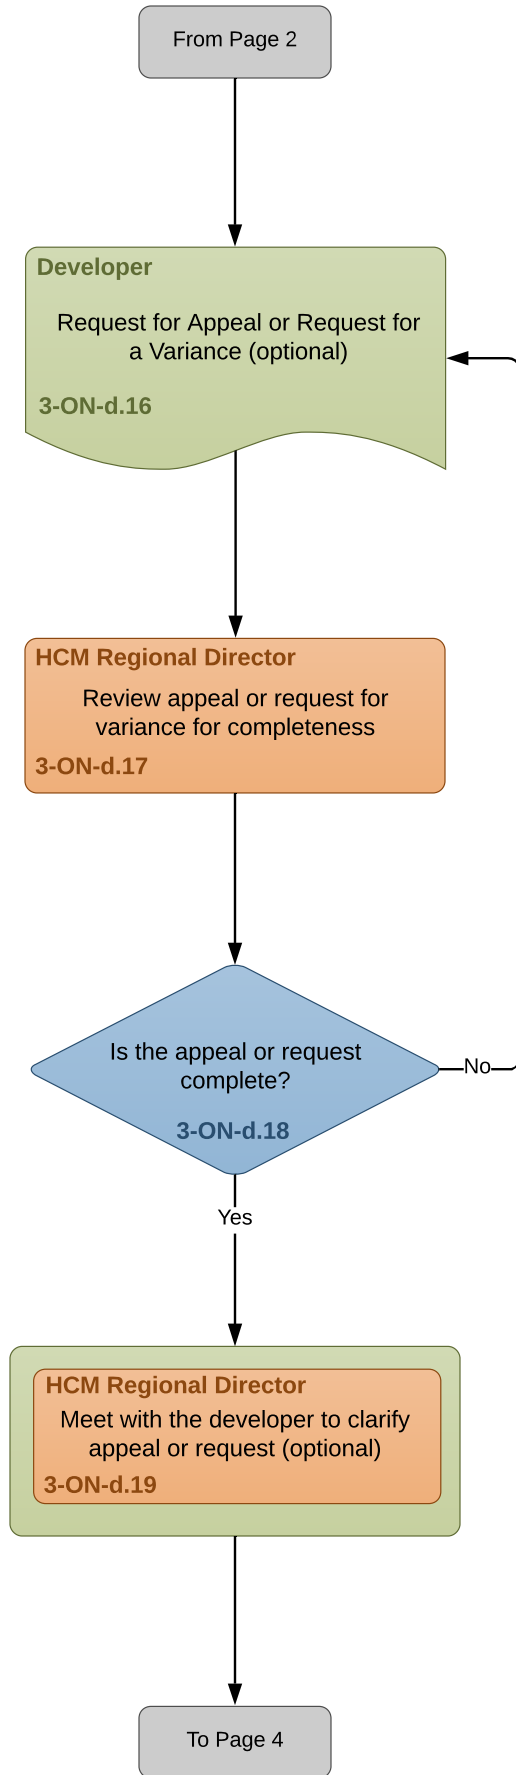 From Page 2
Developer
Request for Appeal or Request for
a Variance (optional)
3-ON-d.16
HCM Regional Director
Review appeal or request for
variance for completeness
3-ON-d.17
Is the appeal or request
complete?
3-ON-d.18
No
Yes
HCM Regional Director
Meet with the developer to clarify
appeal or request (optional)
3-ON-d.19
To Page 4